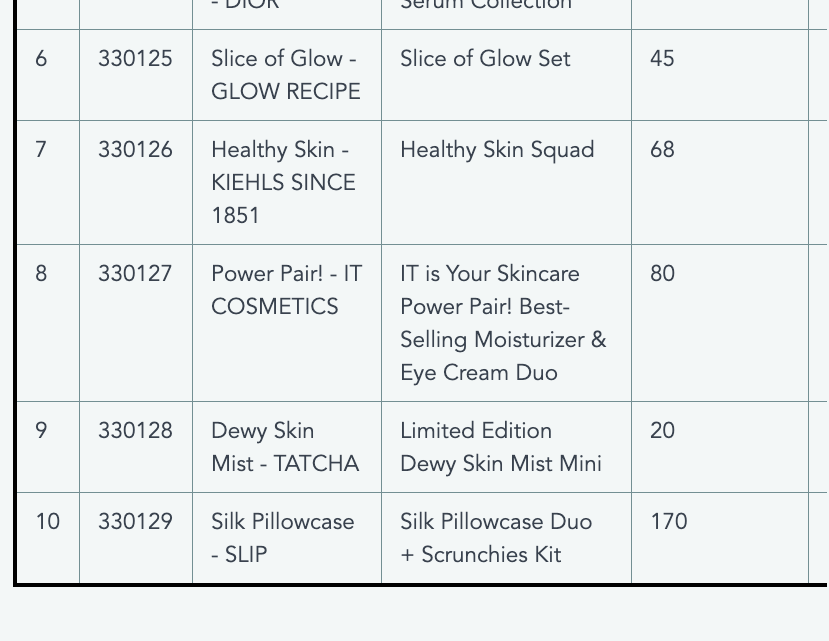 - DIOR Serum Collection
6 330125 Slice of Glow - Slice of Glow Set 45
GLOW RECIPE
7 330126 Healthy Skin - Healthy Skin Squad 68
KIEHLS SINCE
1851
8 330127 Power Pair! - IT IT is Your Skincare 80
COSMETICS Power Pair! Best-
Selling Moisturizer &
Eye Cream Duo
9 330128 Dewy Skin Limited Edition 20
Mist - TATCHA Dewy Skin Mist Mini
10 330129 Silk Pillowcase Silk Pillowcase Duo 170
- SLIP + Scrunchies Kit